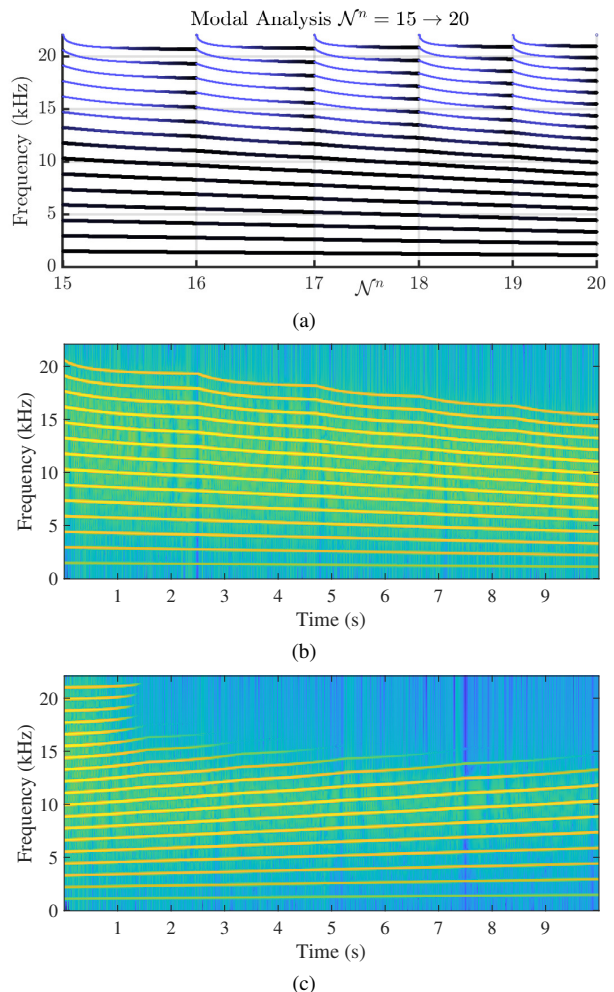 Modal Analysis 𝒩ⁿ = 15 → 20
20
15
10
5
0
Frequency (kHz)
15 16 17 18 19 20
𝒩ⁿ
(a)
20
15
10
5
0
Frequency (kHz)
1 2 3 4 5 6 7 8 9
Time (s)
(b)
20
15
10
5
0
Frequency (kHz)
1 2 3 4 5 6 7 8 9
Time (s)
(c)